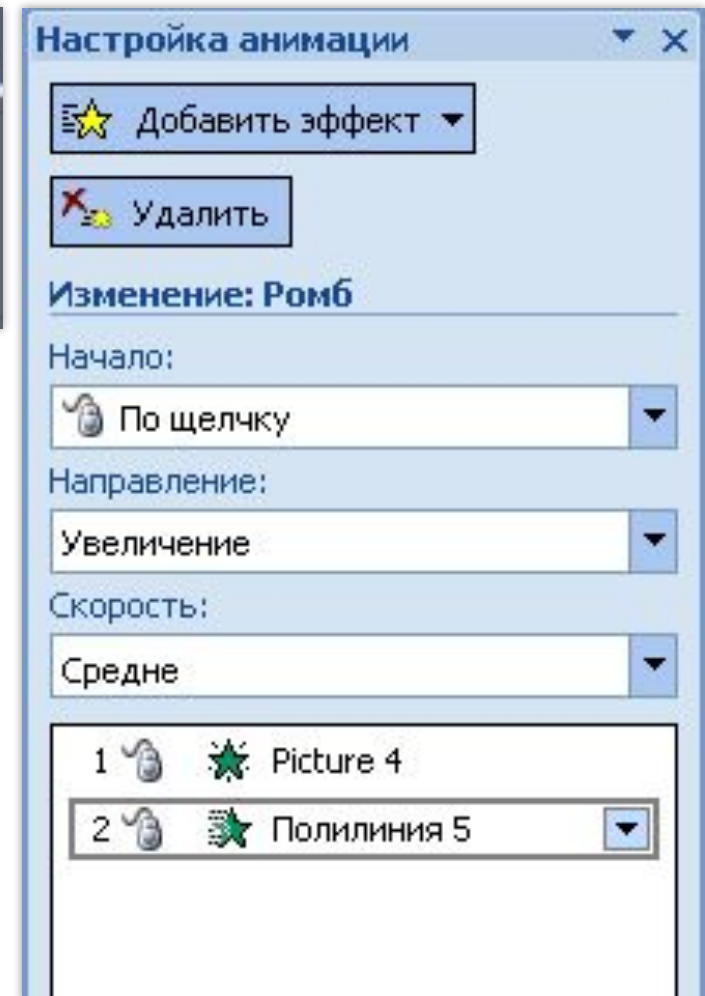 Настройка анимации
Добавить эффект
Удалить
Изменение: Ромб
Начало:
По щелчку
Направление:
Увеличение
Скорость:
Средне
1 Picture 4
2 Полилиния 5